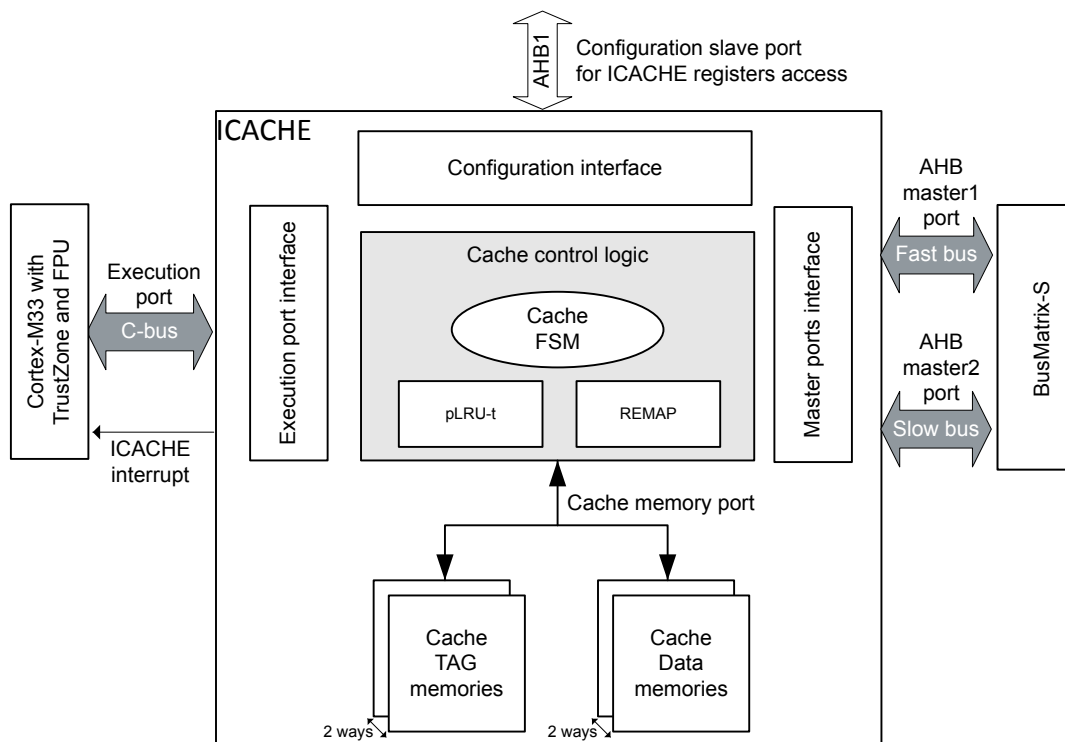 AHB1
Configuration slave port
for ICACHE registers access
ICACHE
Configuration interface
Cortex-M33 with
TrustZone and FPU
Execution
port
C-bus
ICACHE
interrupt
Execution port interface
Cache control logic
Cache
FSM
pLRU-t
REMAP
Master ports interface
AHB
master1
port
Fast bus
AHB
master2
port
Slow bus
BusMatrix-S
Cache memory port
Cache
TAG
memories
2 ways
Cache
Data
memories
2 ways